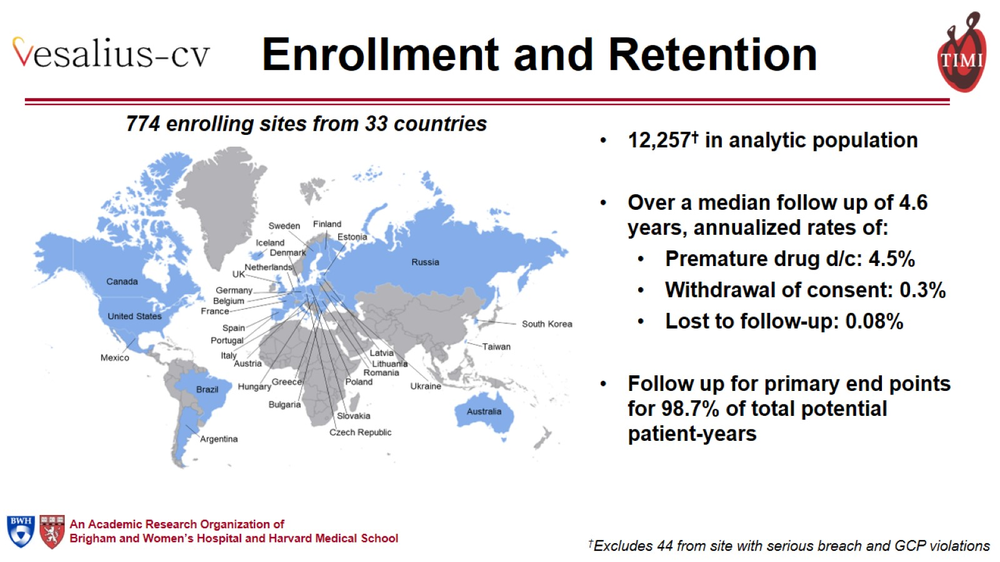 vesalius-cv
Enrollment and Retention
TIMI
774 enrolling sites from 33 countries
Sweden
Finland
Estonia
Iceland
Denmark
Netherlands
UK
Russia
Canada
Germany
Belgium
France
United States
Spain
South Korea
Portugal
Taiwan
Italy
Latvia
Mexico
Austria
Lithuania
Romania
Greece
Poland
Hungary
Ukraine
Brazil
Bulgaria
Slovakia
Australia
Czech Republic
Argentina
• 12,257† in analytic population
• Over a median follow up of 4.6
years, annualized rates of:
• Premature drug d/c: 4.5%
• Withdrawal of consent: 0.3%
• Lost to follow-up: 0.08%
• Follow up for primary end points
for 98.7% of total potential
patient-years
BWH
An Academic Research Organization of
Brigham and Women's Hospital and Harvard Medical School
†Excludes 44 from site with serious breach and GCP violations